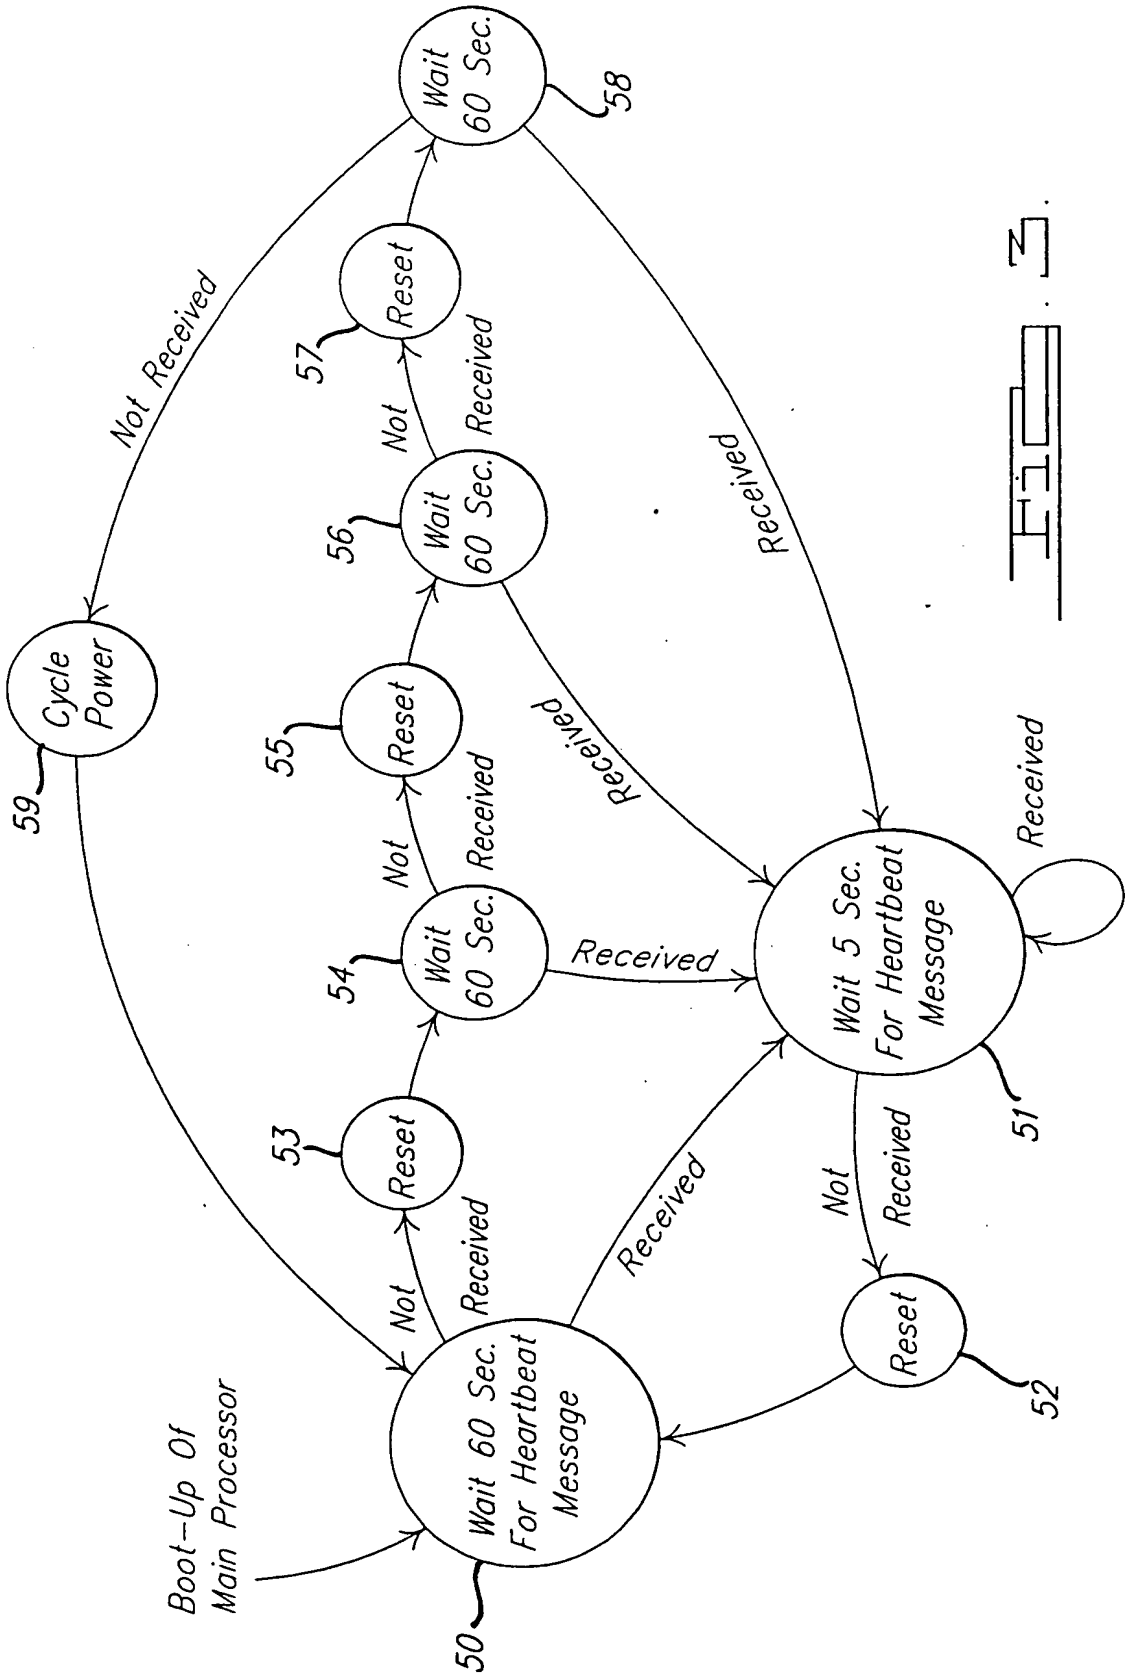 Boot-Up Of
Main Processor
50
Wait 60 Sec.
For Heartbeat
Message
Not
Received
53
Reset
54
Wait
60 Sec.
Not
Received
55
Reset
56
Wait
60 Sec.
Not
Received
57
Reset
Wait
60 Sec.
58
Not Received
59
Cycle
Power
Received
Received
Received
Received
Wait 5 Sec.
For Heartbeat
Message
51
Received
Not
Received
Reset
52
FIG. 3.